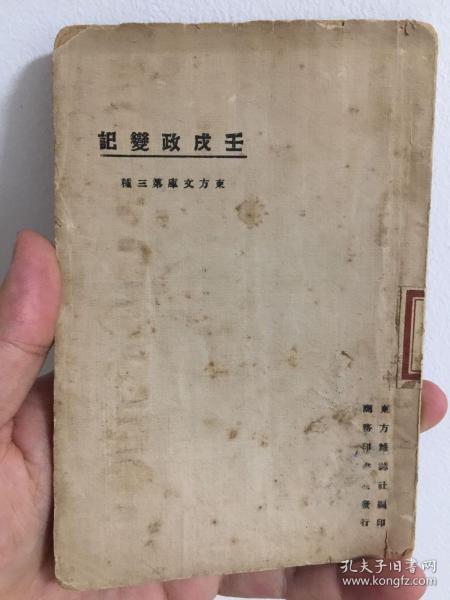 壬戌政變記
東方文庫第三種
東方雜誌社編印
商務印書館發行
孔夫子旧书网
www.kongfz.com